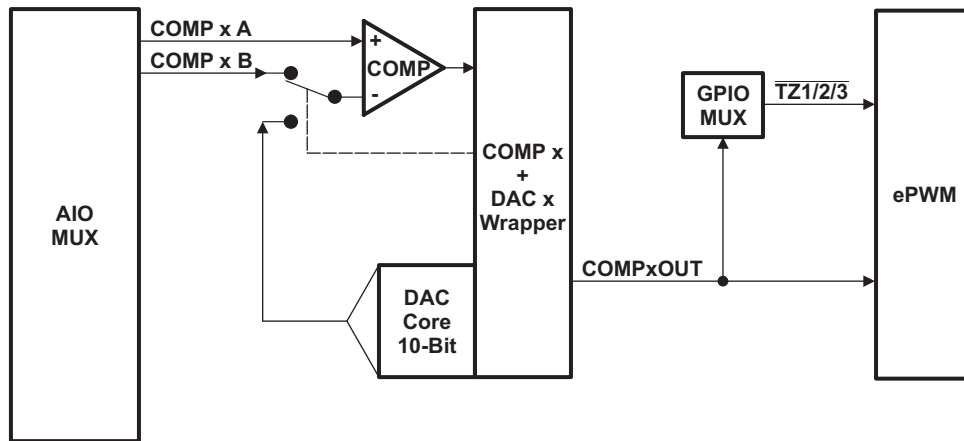 COMP x A
COMP x B
+
COMP
-
AIO
MUX
COMP x
+
DAC x
Wrapper
DAC
Core
10-Bit
COMPxOUT
GPIO
MUX
TZ1/2/3
ePWM